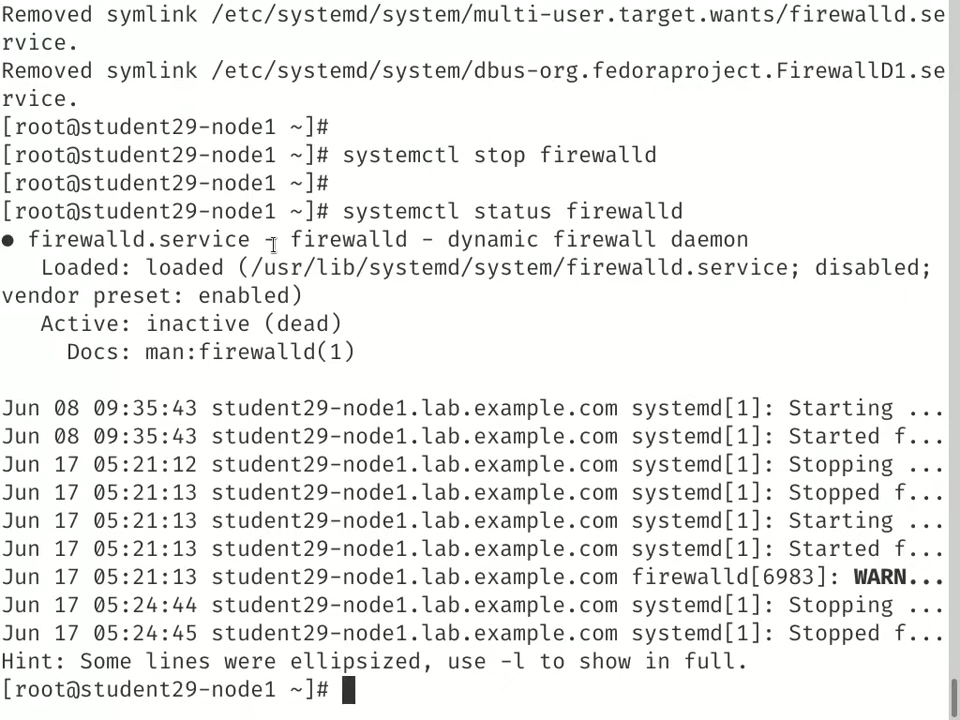 Removed symlink /etc/systemd/system/multi-user.target.wants/firewalld.se
rvice.
Removed symlink /etc/systemd/system/dbus-org.fedoraproject.FirewallD1.se
rvice.
[root@student29-node1 ~]#
[root@student29-node1 ~]# systemctl stop firewalld
[root@student29-node1 ~]#
[root@student29-node1 ~]# systemctl status firewalld
● firewalld.service - firewalld - dynamic firewall daemon
   Loaded: loaded (/usr/lib/systemd/system/firewalld.service; disabled;
vendor preset: enabled)
   Active: inactive (dead)
     Docs: man:firewalld(1)

Jun 08 09:35:43 student29-node1.lab.example.com systemd[1]: Starting ...
Jun 08 09:35:43 student29-node1.lab.example.com systemd[1]: Started f...
Jun 17 05:21:12 student29-node1.lab.example.com systemd[1]: Stopping ...
Jun 17 05:21:13 student29-node1.lab.example.com systemd[1]: Stopped f...
Jun 17 05:21:13 student29-node1.lab.example.com systemd[1]: Starting ...
Jun 17 05:21:13 student29-node1.lab.example.com systemd[1]: Started f...
Jun 17 05:21:13 student29-node1.lab.example.com firewalld[6983]: WARN...
Jun 17 05:24:44 student29-node1.lab.example.com systemd[1]: Stopping ...
Jun 17 05:24:45 student29-node1.lab.example.com systemd[1]: Stopped f...
Hint: Some lines were ellipsized, use -l to show in full.
[root@student29-node1 ~]#